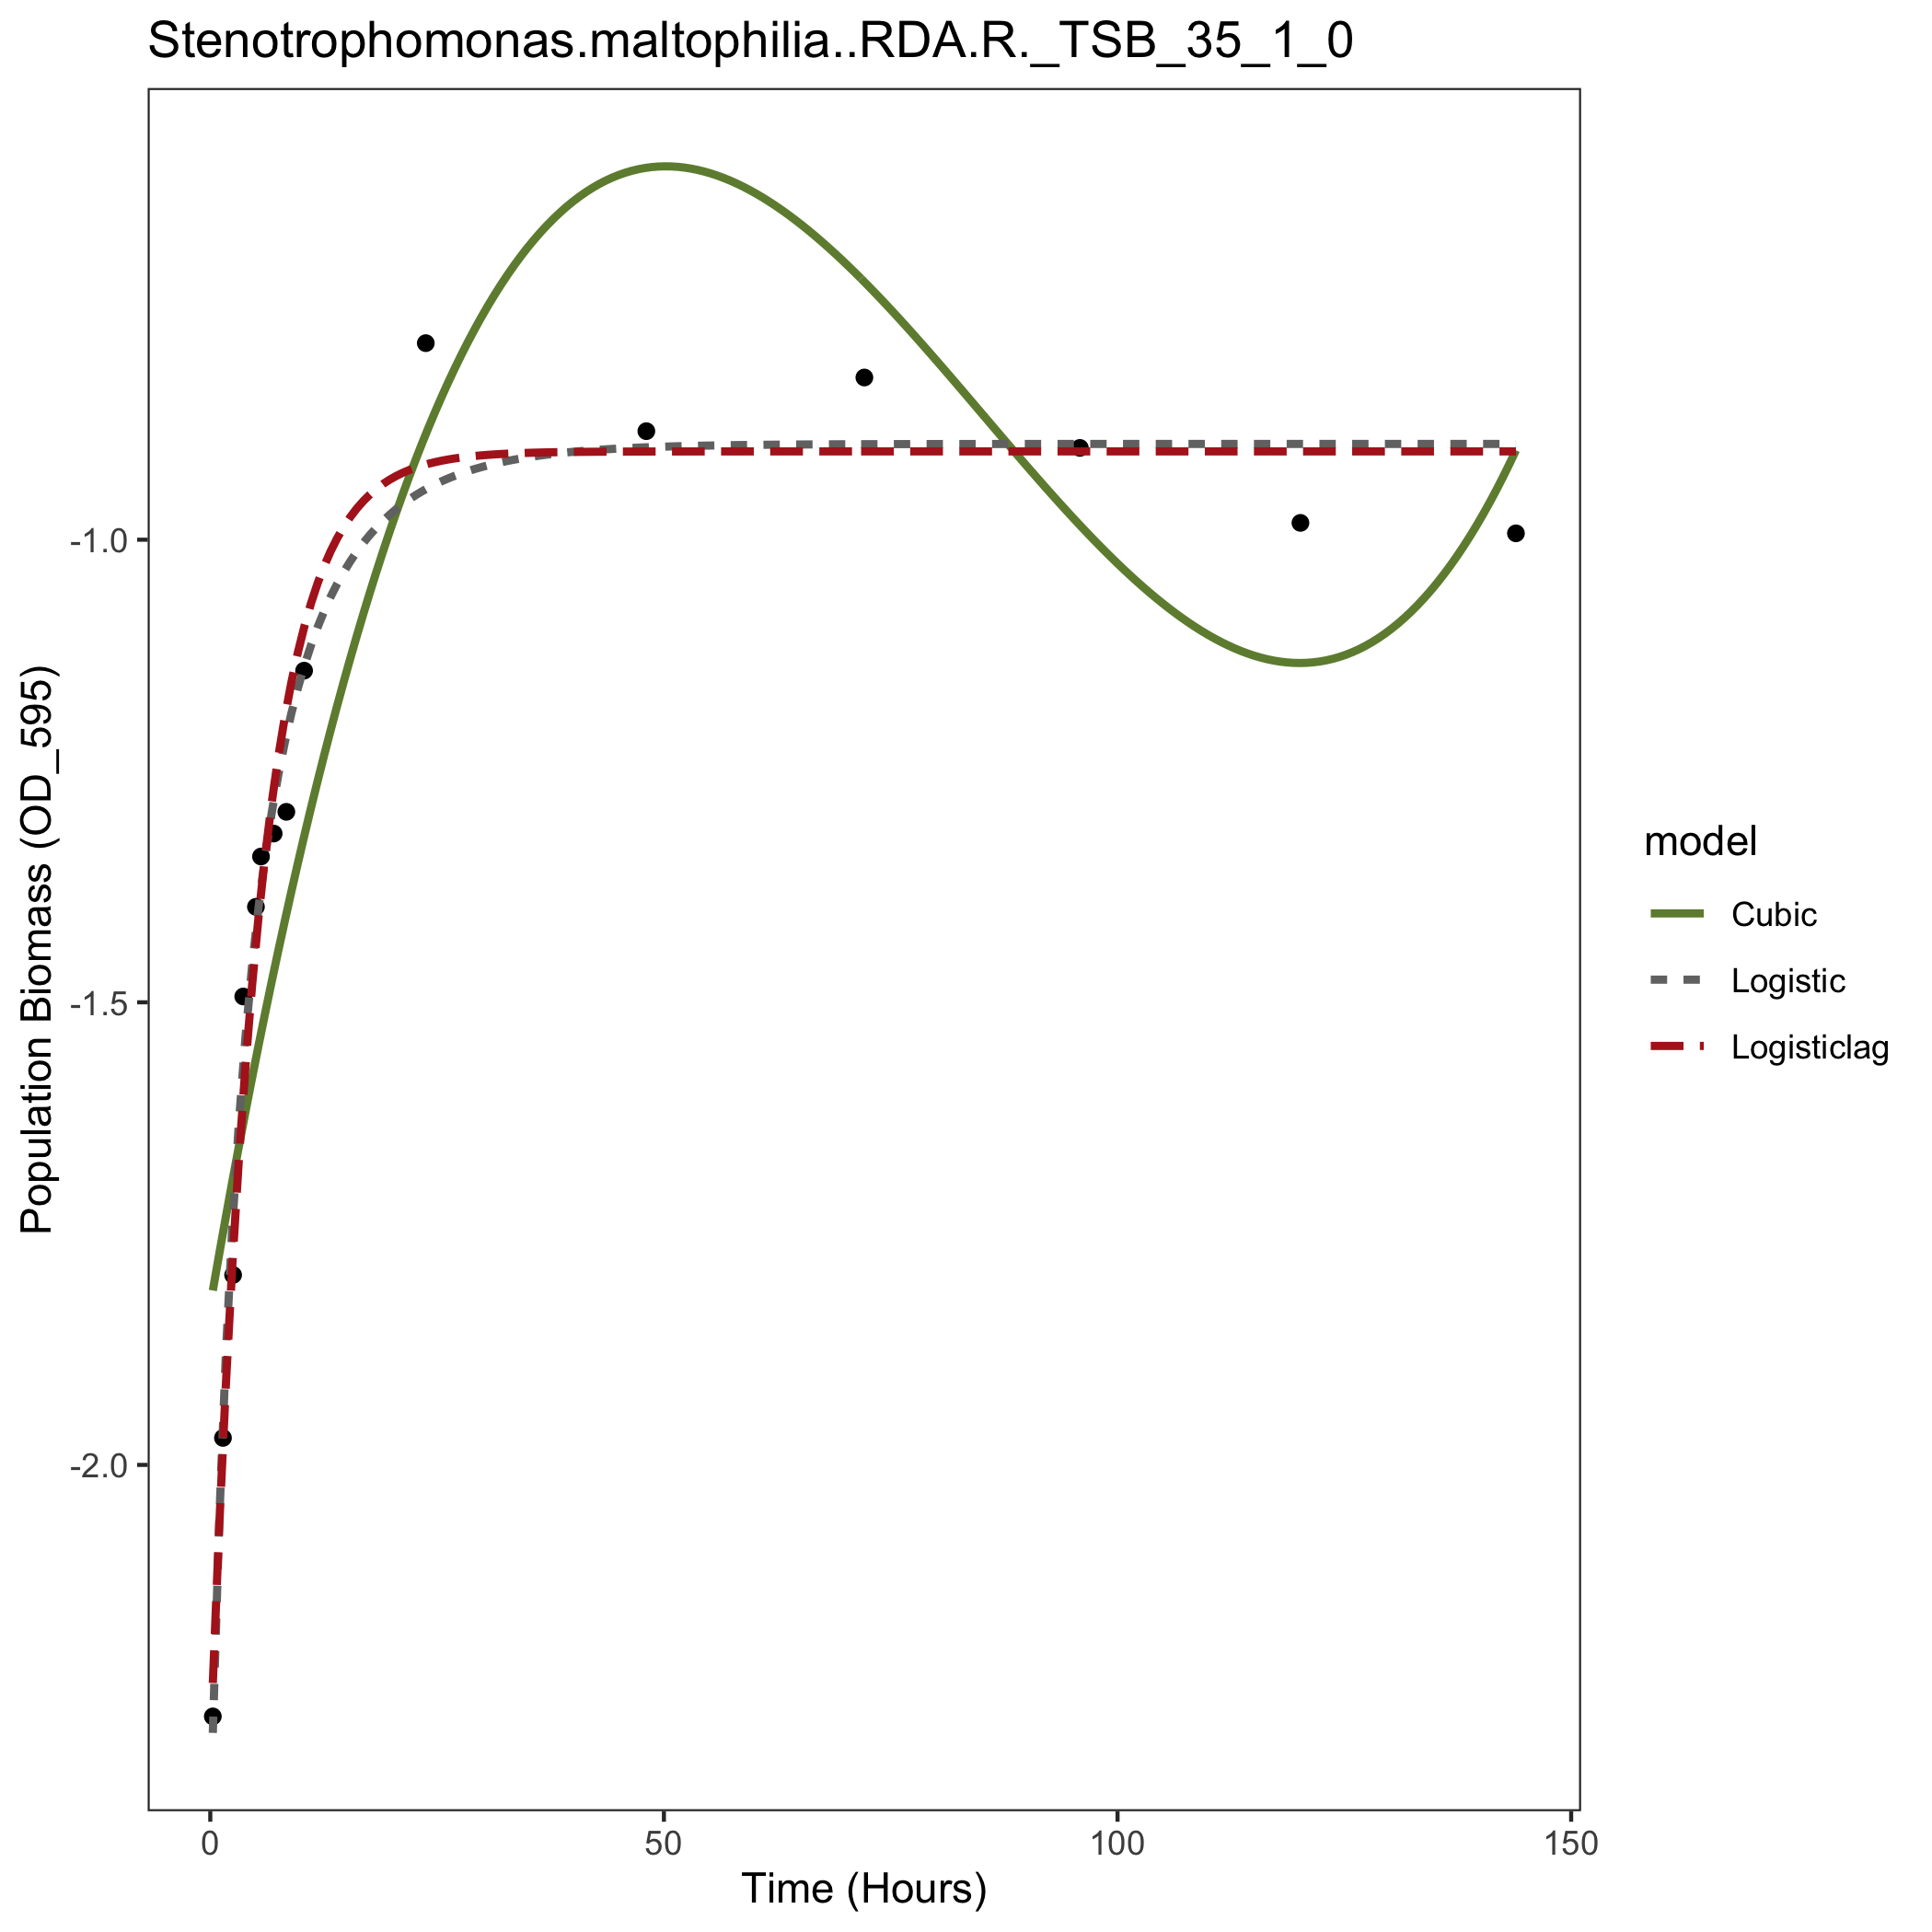 Stenotrophomonas.maltophilia..RDA.R._TSB_35_1_0
Population Biomass (OD_595)
-1.0
-1.5
-2.0
0
50
100
150
Time (Hours)
model
Cubic
Logistic
Logisticlag